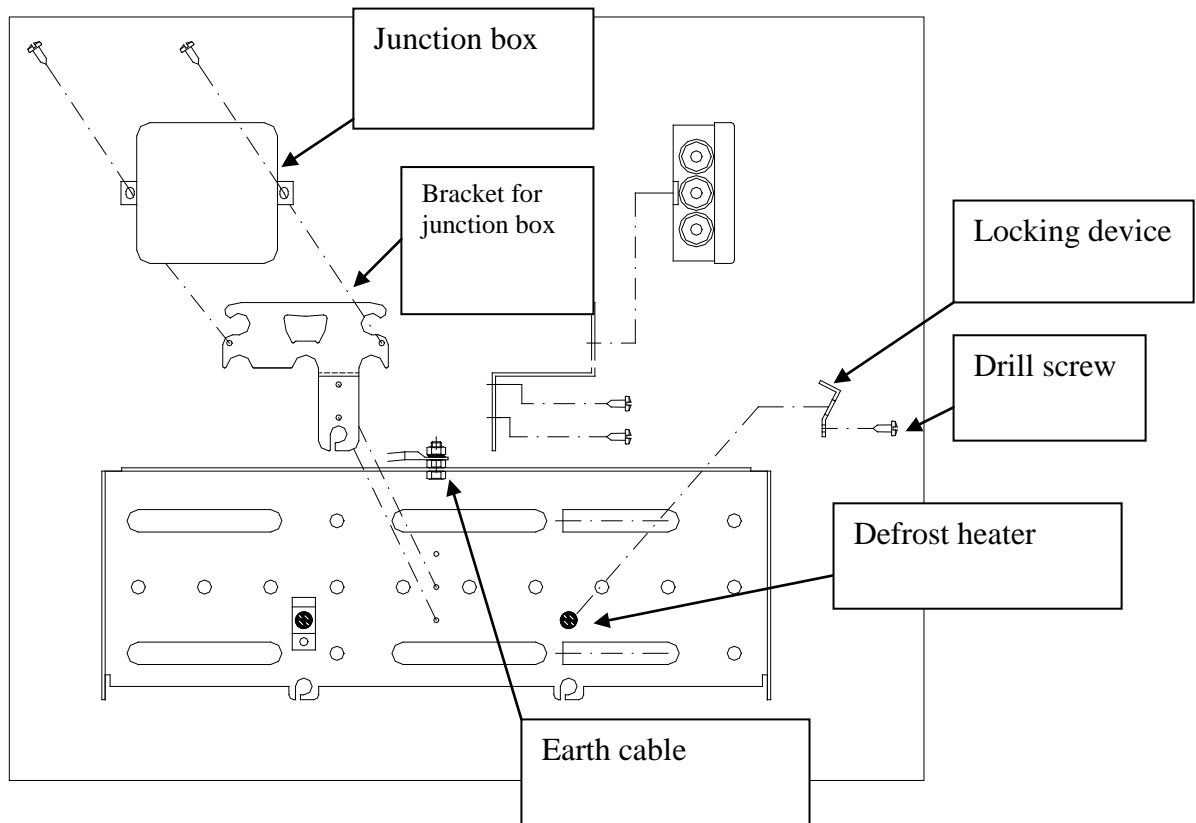 Junction box
Bracket for
junction box
Locking device
Drill screw
Defrost heater
Earth cable